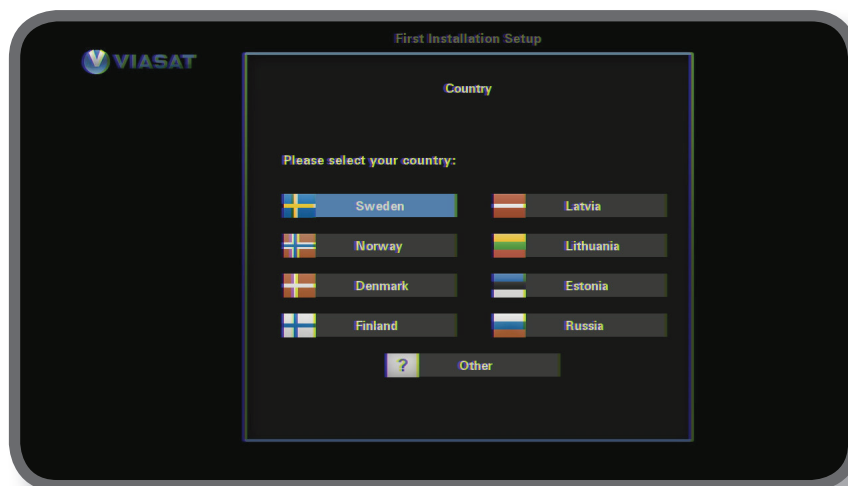 First Installation Setup
VIASAT
Country
Please select your country:
Sweden
Latvia
Norway
Lithuania
Denmark
Estonia
Finland
Russia
?
Other